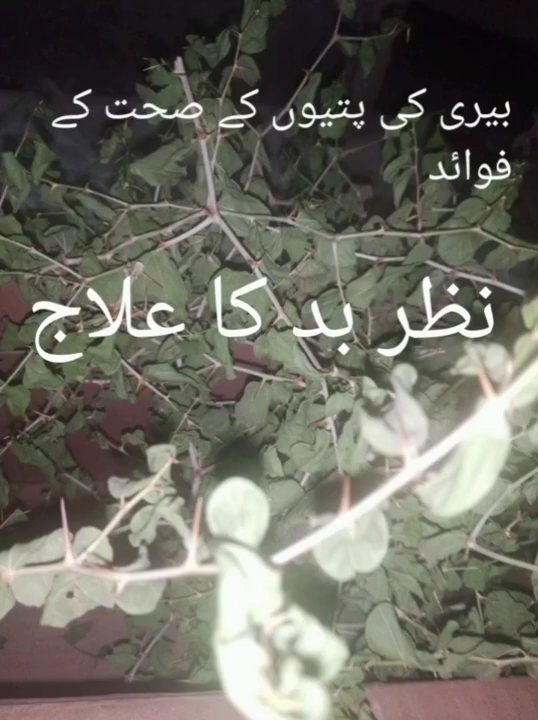 بیری کی پتیوں کے صحت کے
فوائد
نظر بد کا علاج